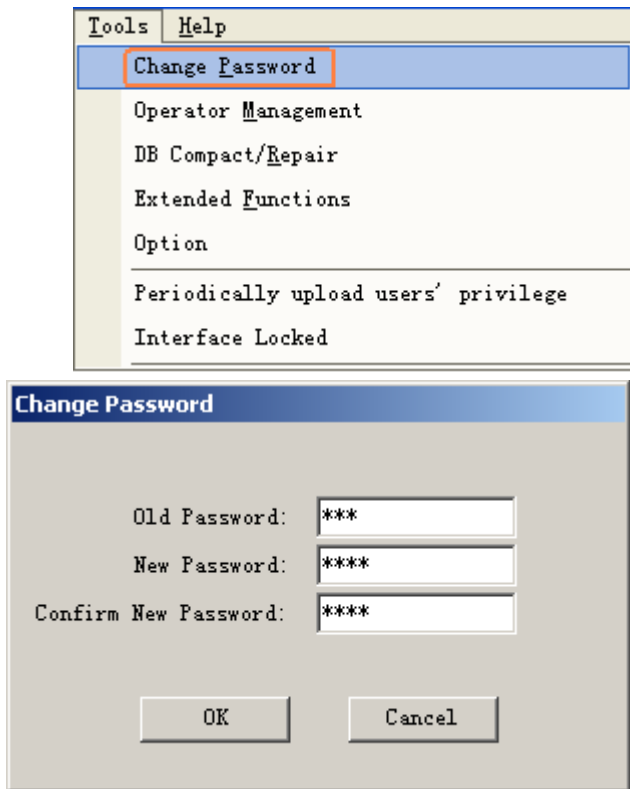 Tools Help
Change Password
Operator Management
DB Compact/Repair
Extended Functions
Option
Periodically upload users' privilege
Interface Locked
Change Password
Old Password: ***
New Password: ****
Confirm New Password: ****
OK Cancel